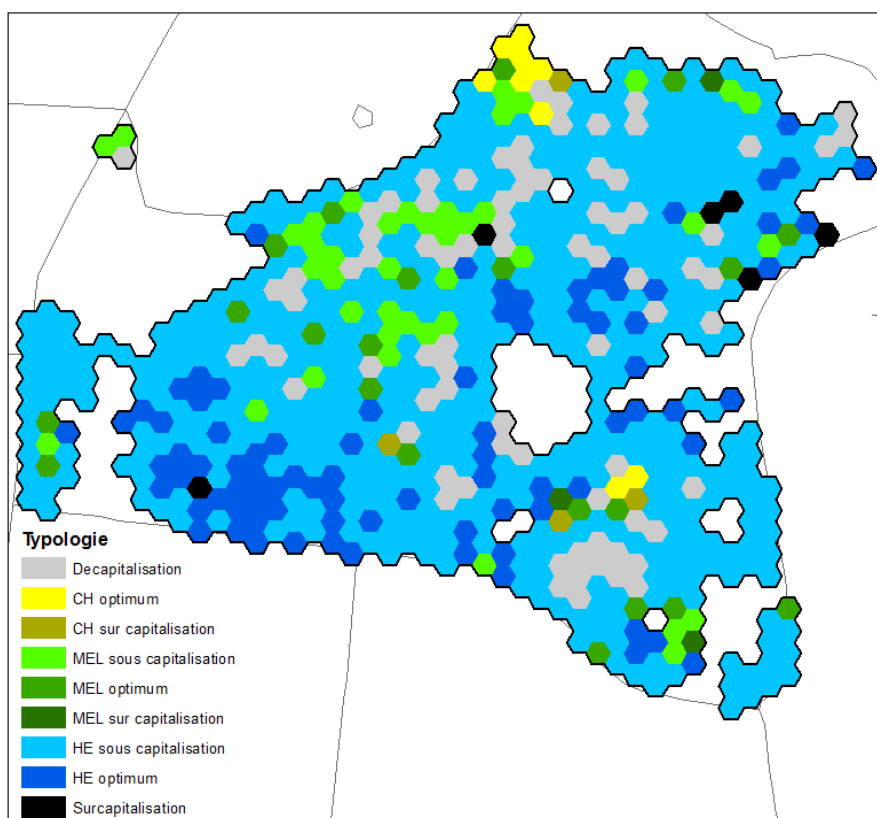 Typologie
Decapitalisation
CH optimum
CH sur capitalisation
MEL sous capitalisation
MEL optimum
MEL sur capitalisation
HE sous capitalisation
HE optimum
Surcapitalisation